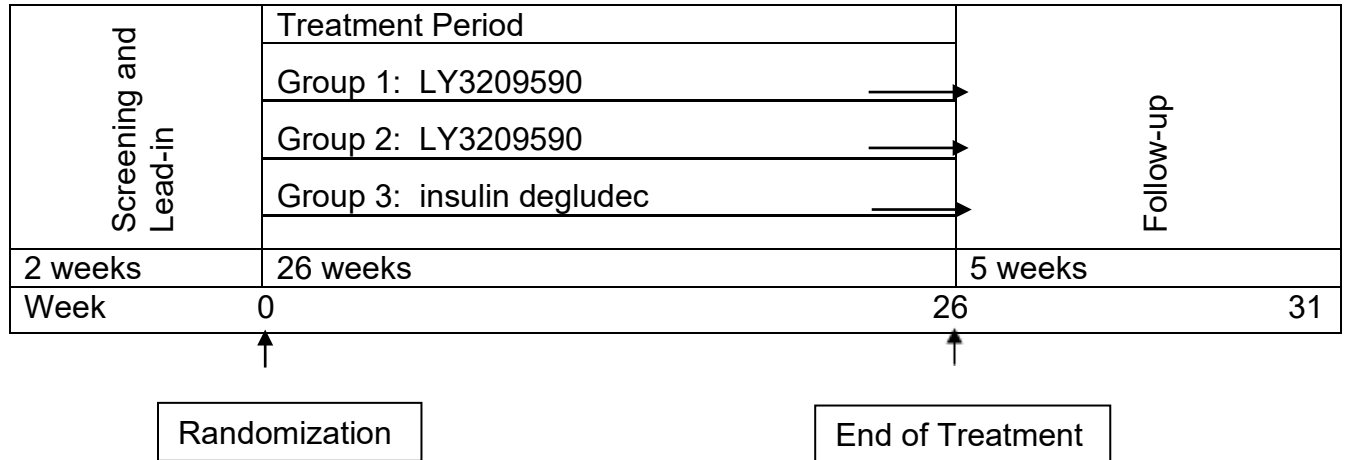 Screening and
Lead-in
Treatment Period
Group 1: LY3209590
Group 2: LY3209590
Group 3: insulin degludec
Follow-up
2 weeks 26 weeks 5 weeks
Week 0 26 31
Randomization End of Treatment